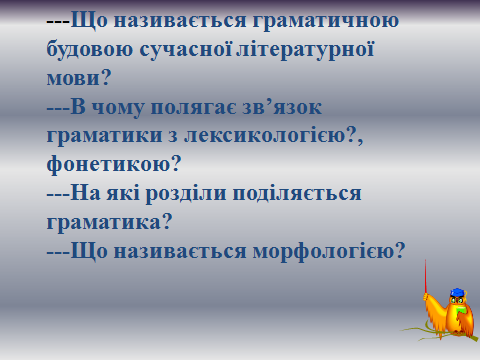 ---Що називається граматичною
будовою сучасної літературної
мови?
---В чому полягає зв’язок
граматики з лексикологією?,
фонетикою?
---На які розділи поділяється
граматика?
---Що називається морфологією?